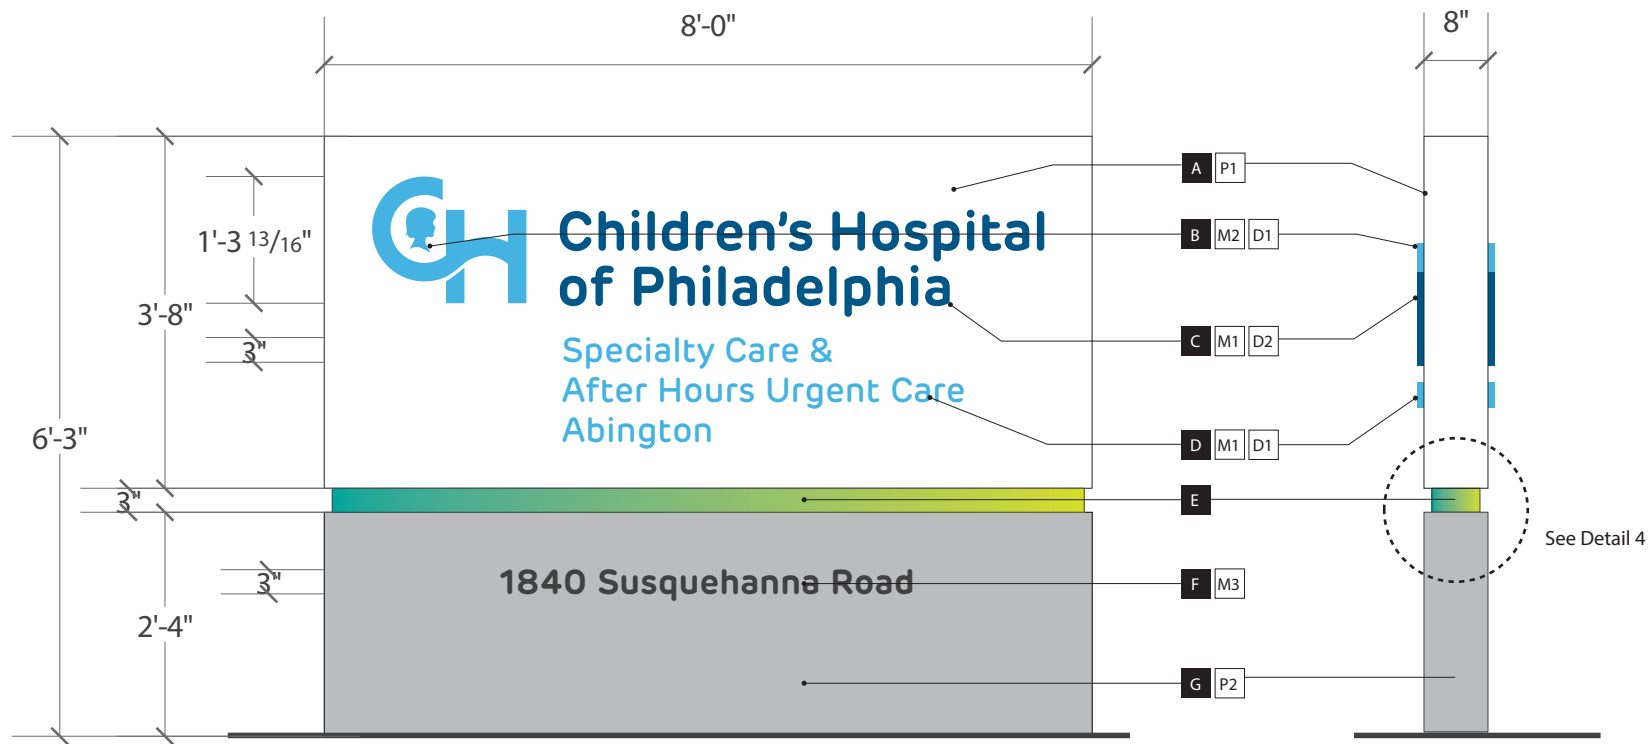 8'-0"
8"
A P1
1'-3 13/16"
B M2 D1
CH
Children's Hospital
of Philadelphia
3'-8"
C M1 D2
3"
Specialty Care &
After Hours Urgent Care
Abington
6'-3"
D M1 D1
3"
E
See Detail 4
3"
1840 Susquehanna Road
F M3
2'-4"
G P2